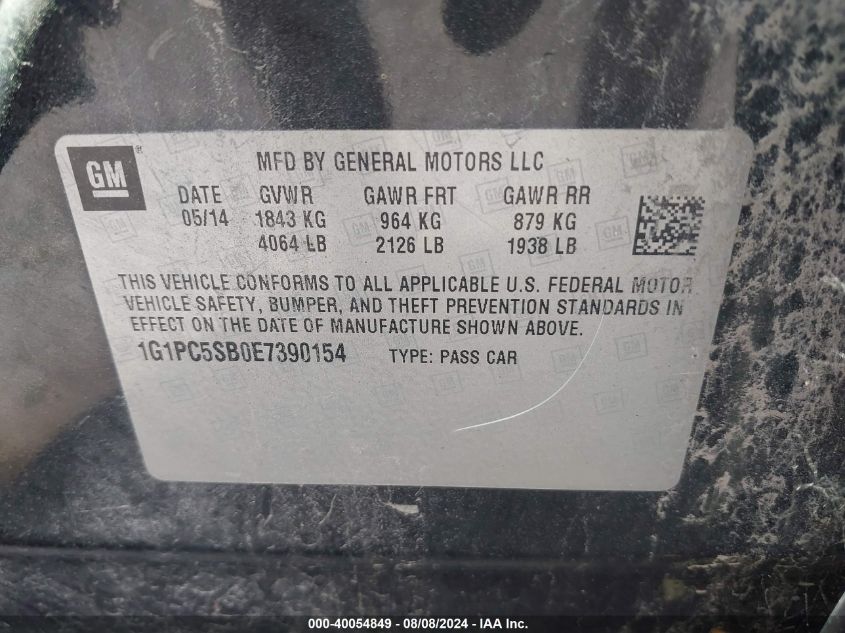 GM
MFD BY GENERAL MOTORS LLC
DATE GVWR GAWR FRT GAWR RR
05/14 1843 KG 964 KG 879 KG
4064 LB 2126 LB 1938 LB
THIS VEHICLE CONFORMS TO ALL APPLICABLE U.S. FEDERAL MOTOR
VEHICLE SAFETY, BUMPER, AND THEFT PREVENTION STANDARDS IN
EFFECT ON THE DATE OF MANUFACTURE SHOWN ABOVE.
1G1PC5SB0E7390154 TYPE: PASS CAR
000-40054849 - 08/08/2024 - IAA Inc.